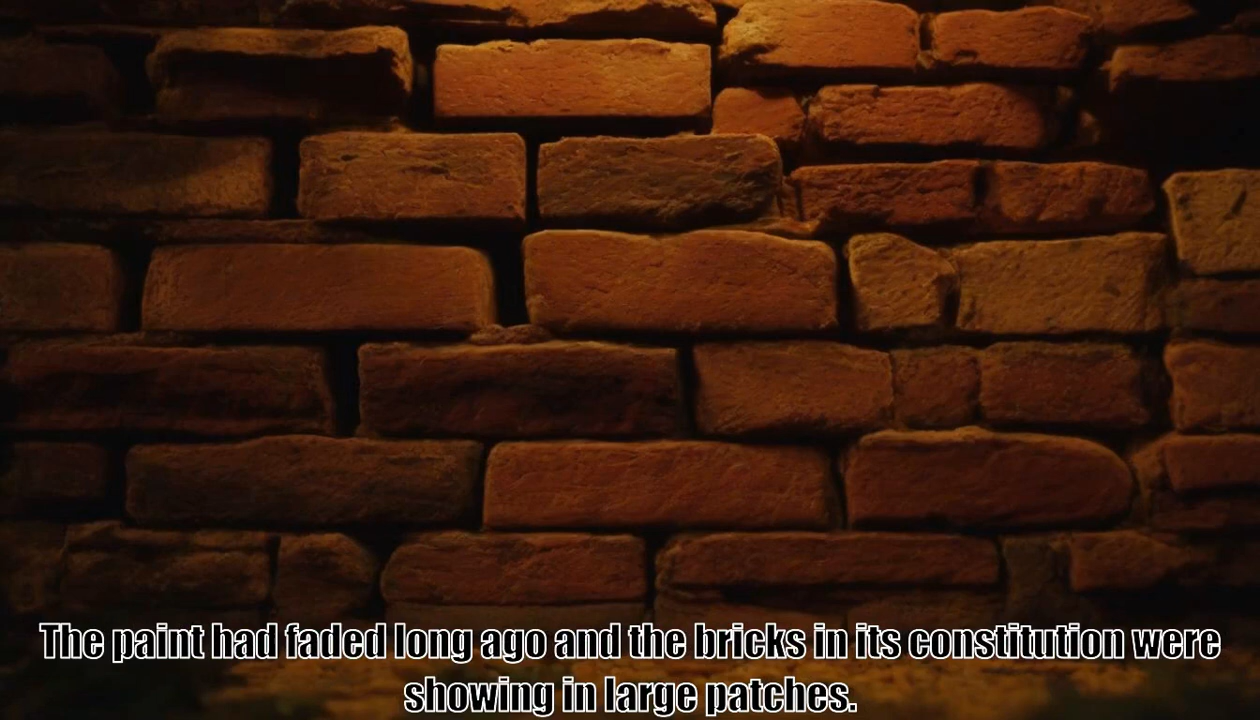 The paint had faded long ago and the bricks in its constitution were
showing in large patches.